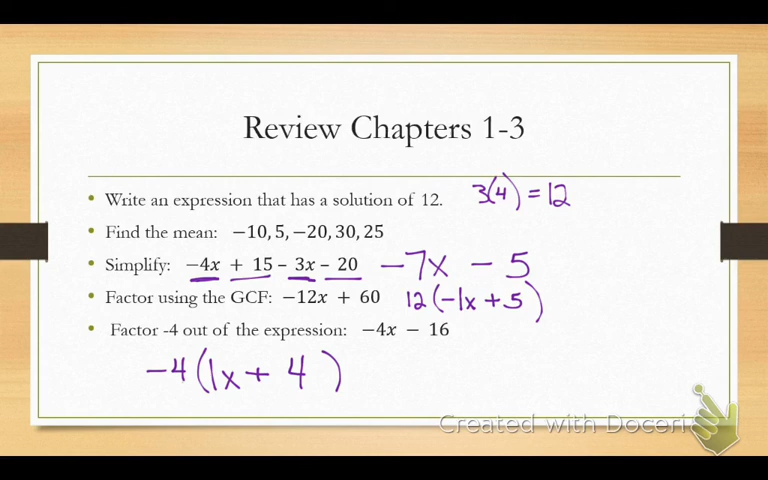 Review Chapters 1-3
• Write an expression that has a solution of 12. 3(4) = 12
• Find the mean: −10, 5, −20, 30, 25
• Simplify: −4x + 15 − 3x − 20 −7x − 5
• Factor using the GCF: −12x + 60 12(−1x + 5)
• Factor -4 out of the expression: −4x − 16
−4(1x + 4)
Created with Doceri